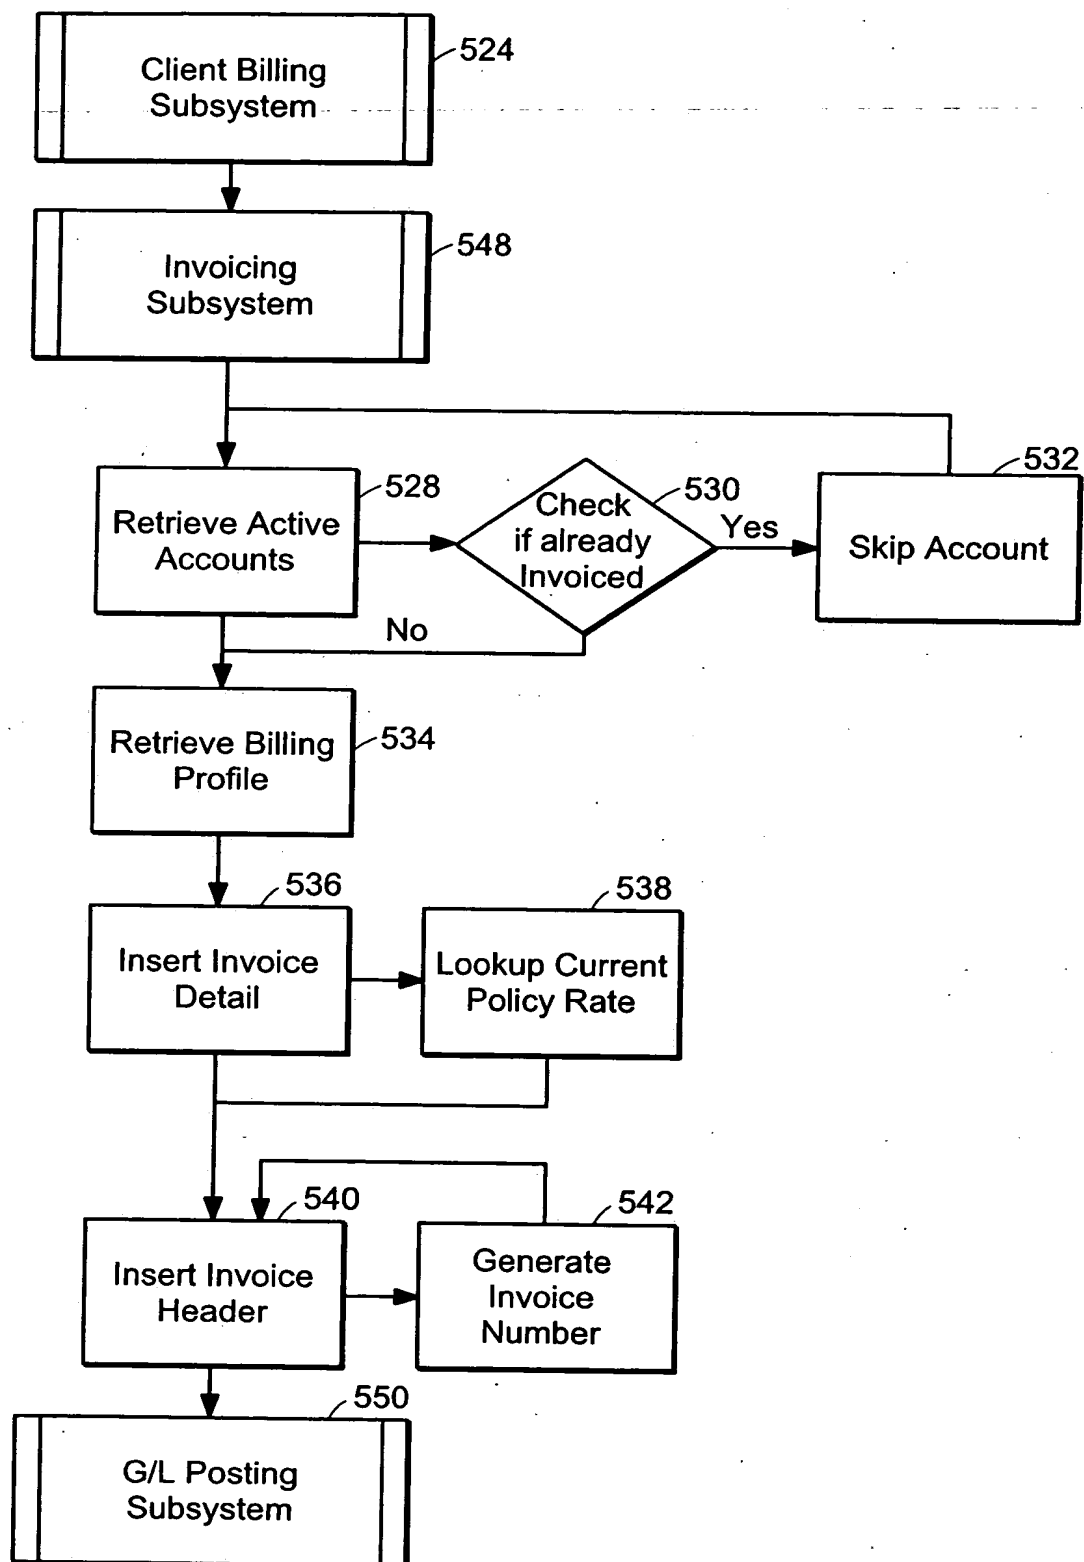 Client Billing
Subsystem
524
Invoicing
Subsystem
548
Retrieve Active
Accounts
528
Check
if already
Invoiced
530
Yes
Skip Account
532
No
Retrieve Billing
Profile
534
Insert Invoice
Detail
536
Lookup Current
Policy Rate
538
Insert Invoice
Header
540
Generate
Invoice
Number
542
G/L Posting
Subsystem
550